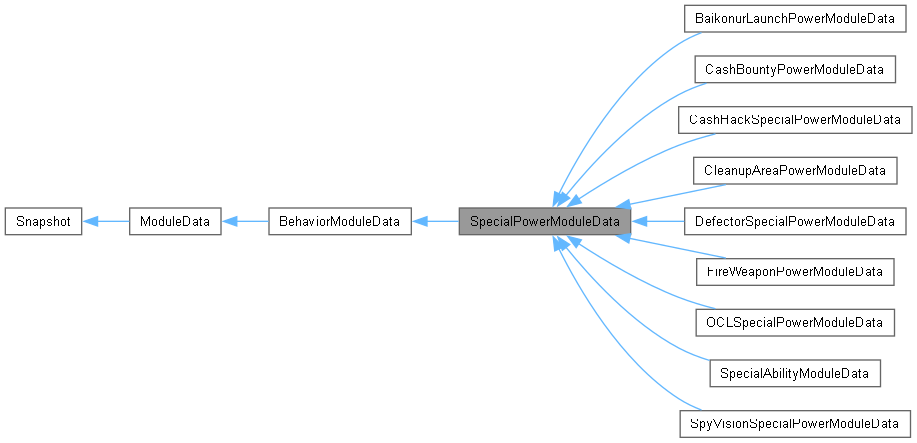 BaikonurLaunchPowerModuleData
CashBountyPowerModuleData
CashHackSpecialPowerModuleData
CleanupAreaPowerModuleData
Snapshot
ModuleData
BehaviorModuleData
SpecialPowerModuleData
DefectorSpecialPowerModuleData
FireWeaponPowerModuleData
OCLSpecialPowerModuleData
SpecialAbilityModuleData
SpyVisionSpecialPowerModuleData